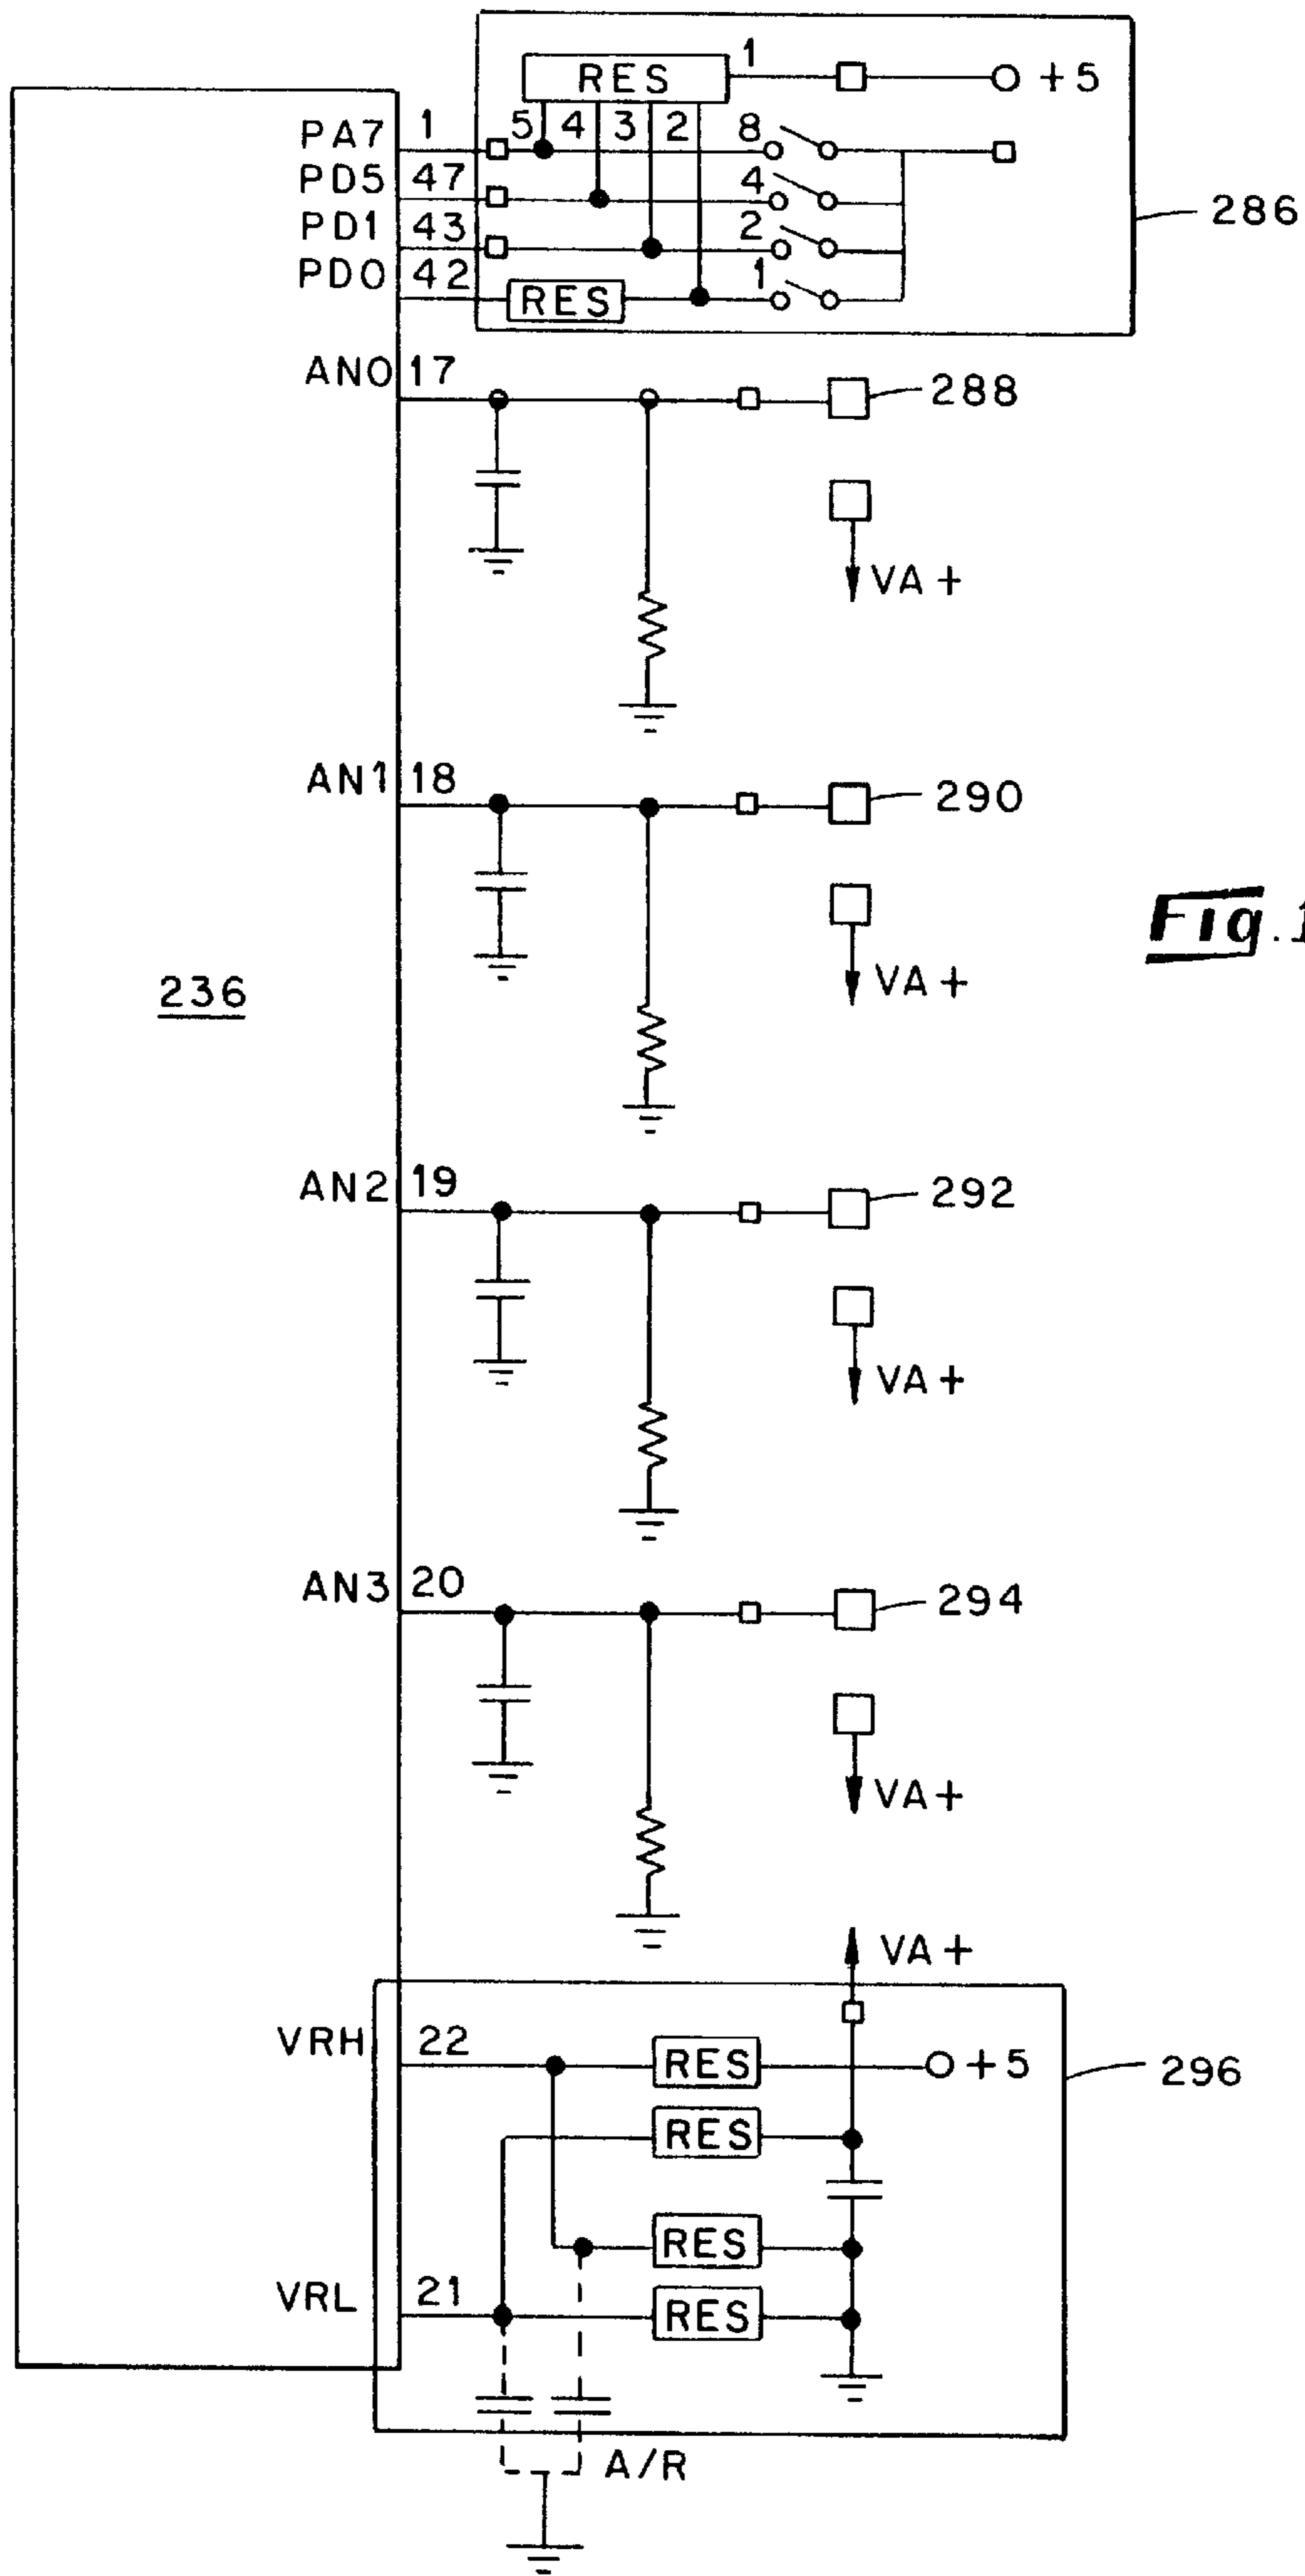 RES 1 +5
PA7 1 5 4 3 2 8
PD5 47 4
PD1 43 2
PD0 42 RES 1
286
AN0 17 288
VA+
AN1 18 290
VA+
Fig. 1
236
AN2 19 292
VA+
AN3 20 294
VA+
VA+
VRH 22 RES +5 296
RES
RES
VRL 21 RES
A/R